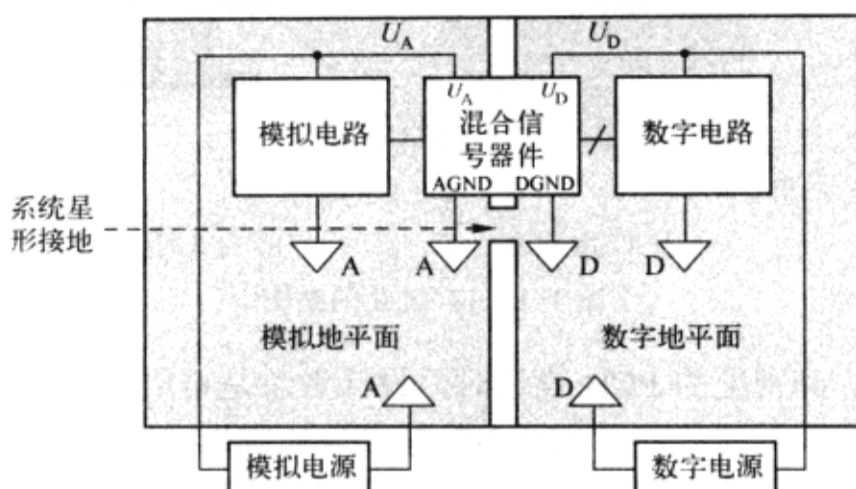 U_A
U_D
U_A
U_D
模拟电路
混合信
号器件
数字电路
AGND
DGND
系统星
形接地
A
A
D
D
模拟地平面
数字地平面
A
D
模拟电源
数字电源